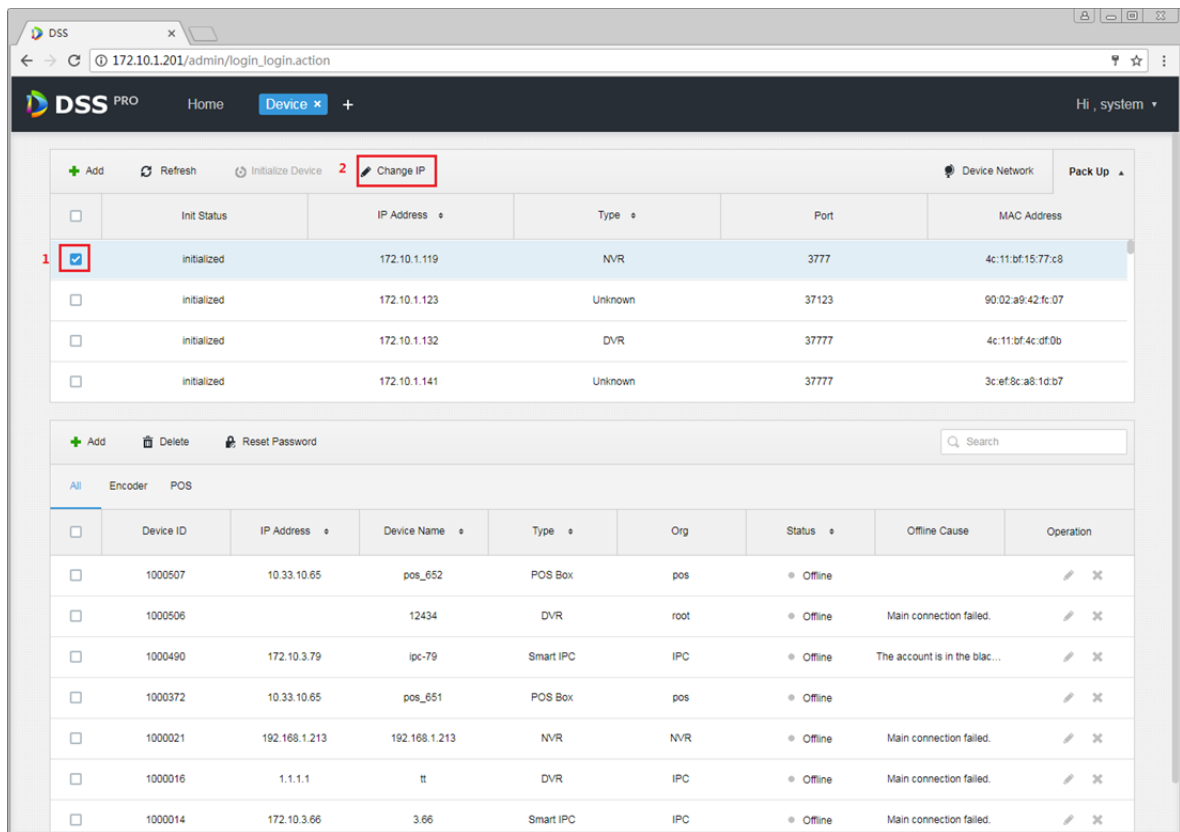 DSS
172.10.1.201/admin/login_login.action
DSS PRO Home Device × + Hi , system
Add Refresh Initialize Device 2 Change IP Device Network Pack Up
Init Status IP Address Type Port MAC Address
1 initialized 172.10.1.119 NVR 3777 4c:11:bf:15:77:c8
initialized 172.10.1.123 Unknown 37123 90:02:a9:42:fc:07
initialized 172.10.1.132 DVR 37777 4c:11:bf:4c:df:0b
initialized 172.10.1.141 Unknown 37777 3c:ef:8c:a8:1d:b7
Add Delete Reset Password Search
All Encoder POS
Device ID IP Address Device Name Type Org Status Offline Cause Operation
1000507 10.33.10.65 pos_652 POS Box pos Offline
1000506 12434 DVR root Offline Main connection failed.
1000490 172.10.3.79 ipc-79 Smart IPC IPC Offline The account is in the blac...
1000372 10.33.10.65 pos_651 POS Box pos Offline
1000021 192.168.1.213 192.168.1.213 NVR NVR Offline Main connection failed.
1000016 1.1.1.1 tt DVR IPC Offline Main connection failed.
1000014 172.10.3.66 3.66 Smart IPC IPC Offline Main connection failed.